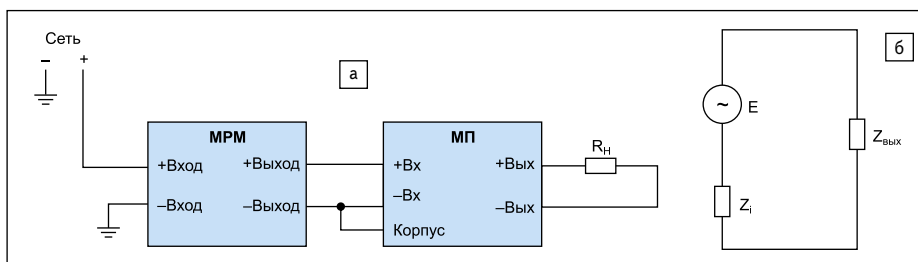 Сеть
– +
а
б
МРМ
+Вход
–Вход
+Выход
–Выход
МП
+Вх
–Вх
Корпус
+Вых
–Вых
Rн
~
E
Zi
Zвых